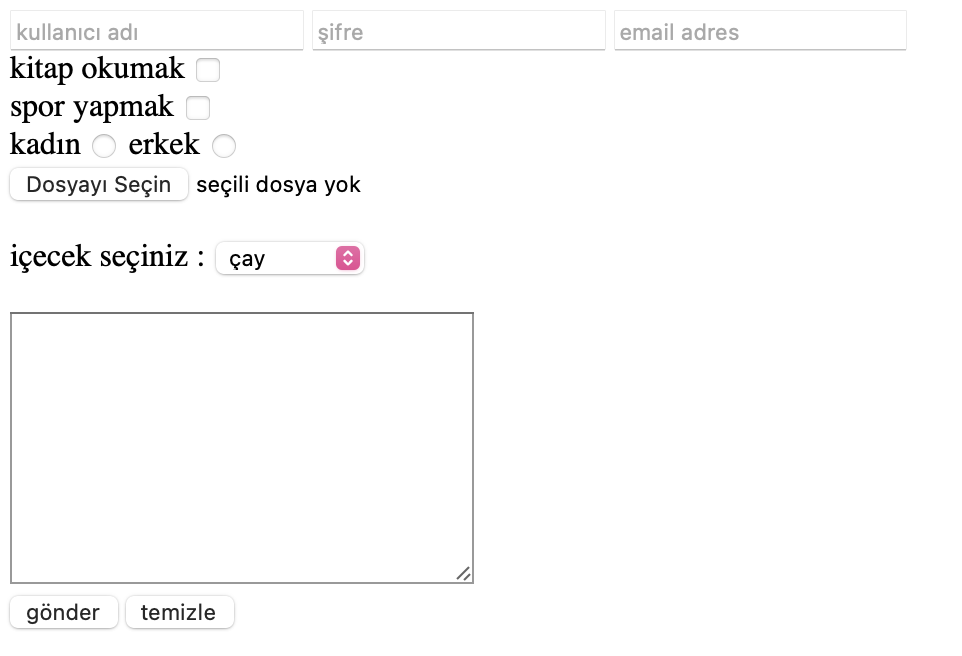 kullanıcı adı şifre email adres
kitap okumak
spor yapmak
kadın erkek
Dosyayı Seçin seçili dosya yok
içecek seçiniz : çay
gönder temizle